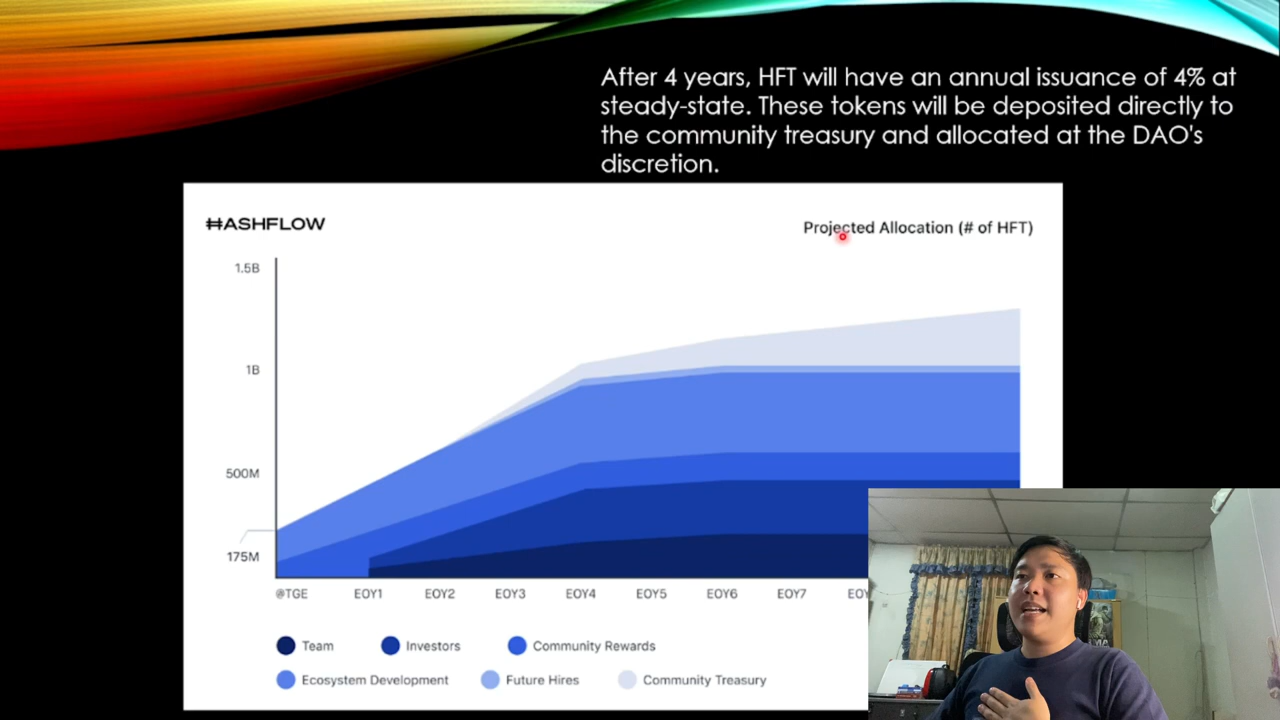 After 4 years, HFT will have an annual issuance of 4% at
steady-state. These tokens will be deposited directly to
the community treasury and allocated at the DAO's
discretion.
HASHFLOW
Projected Allocation (# of HFT)
1.5B
1B
500M
175M
@TGE EOY1 EOY2 EOY3 EOY4 EOY5 EOY6 EOY7
Team Investors Community Rewards
Ecosystem Development Future Hires Community Treasury